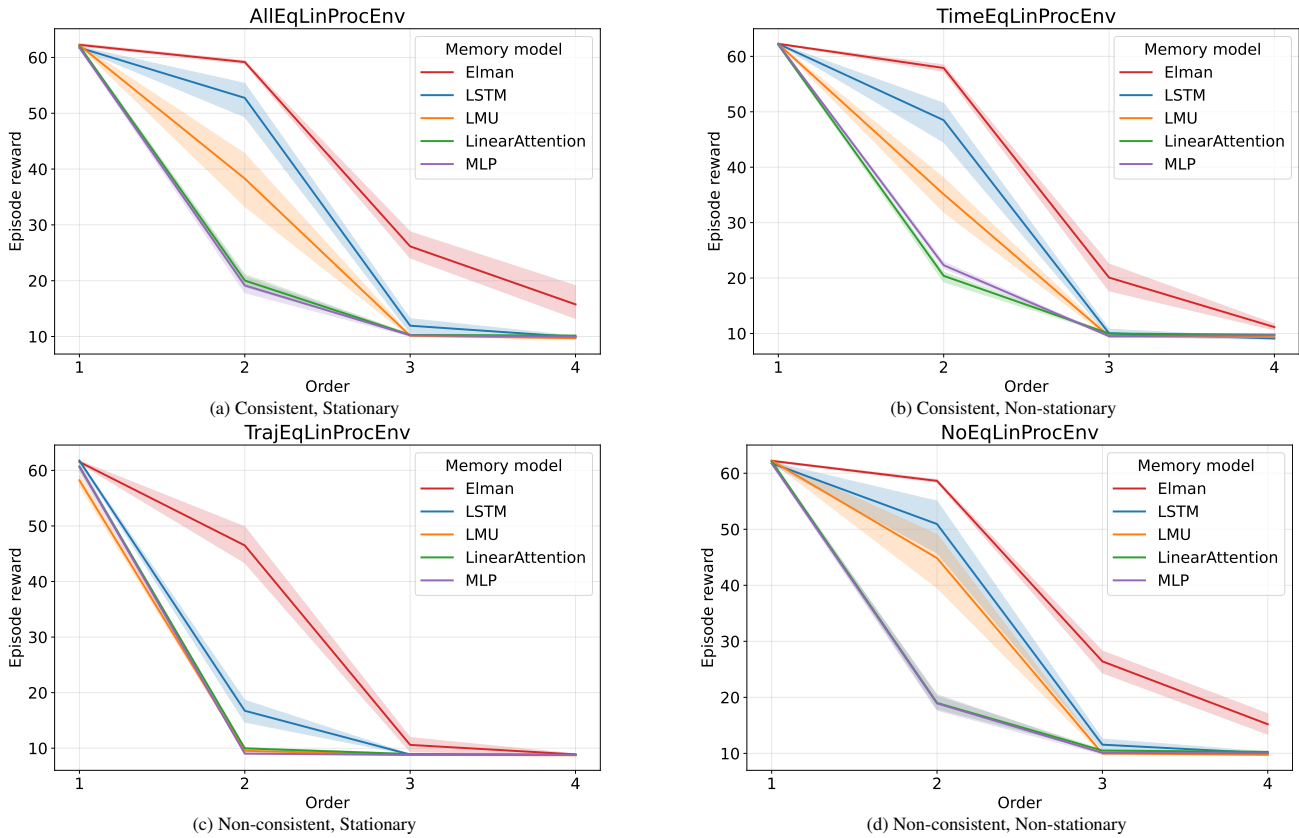 AllEqLinProcEnv
Episode reward
60
50
40
30
20
10
Memory model
Elman
LSTM
LMU
LinearAttention
MLP
1 2 3 4
Order
(a) Consistent, Stationary
TimeEqLinProcEnv
Episode reward
60
50
40
30
20
10
Memory model
Elman
LSTM
LMU
LinearAttention
MLP
1 2 3 4
Order
(b) Consistent, Non-stationary
TrajEqLinProcEnv
Episode reward
60
50
40
30
20
10
Memory model
Elman
LSTM
LMU
LinearAttention
MLP
1 2 3 4
Order
(c) Non-consistent, Stationary
NoEqLinProcEnv
Episode reward
60
50
40
30
20
10
Memory model
Elman
LSTM
LMU
LinearAttention
MLP
1 2 3 4
Order
(d) Non-consistent, Non-stationary